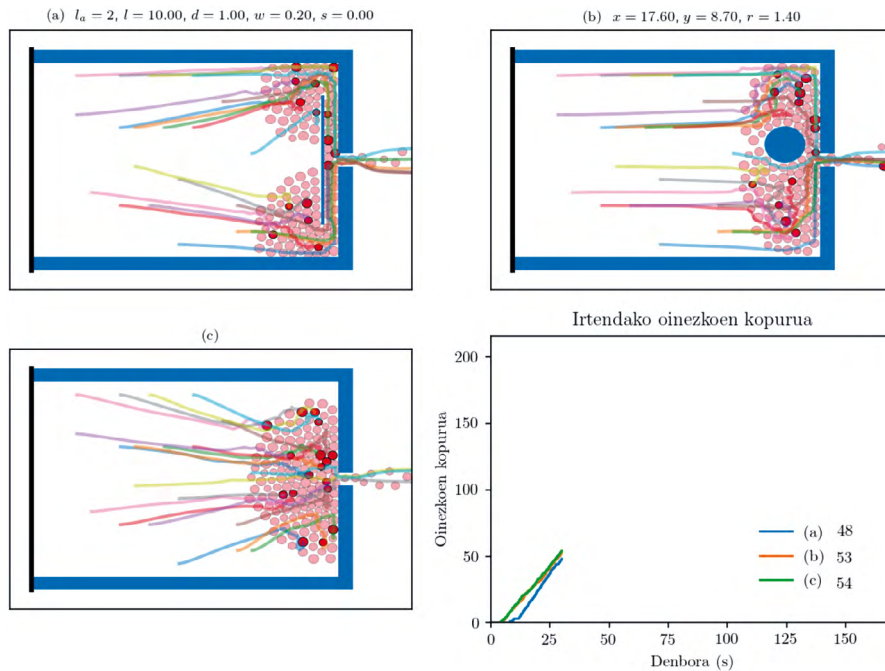 (a) l_a = 2, l = 10.00, d = 1.00, w = 0.20, s = 0.00
(b) x = 17.60, y = 8.70, r = 1.40
(c)
Irtendako oinezkoen kopurua
Oinezkoen kopurua
200
150
100
50
0
(a) 48
(b) 53
(c) 54
0 25 50 75 100 125 150
Denbora (s)